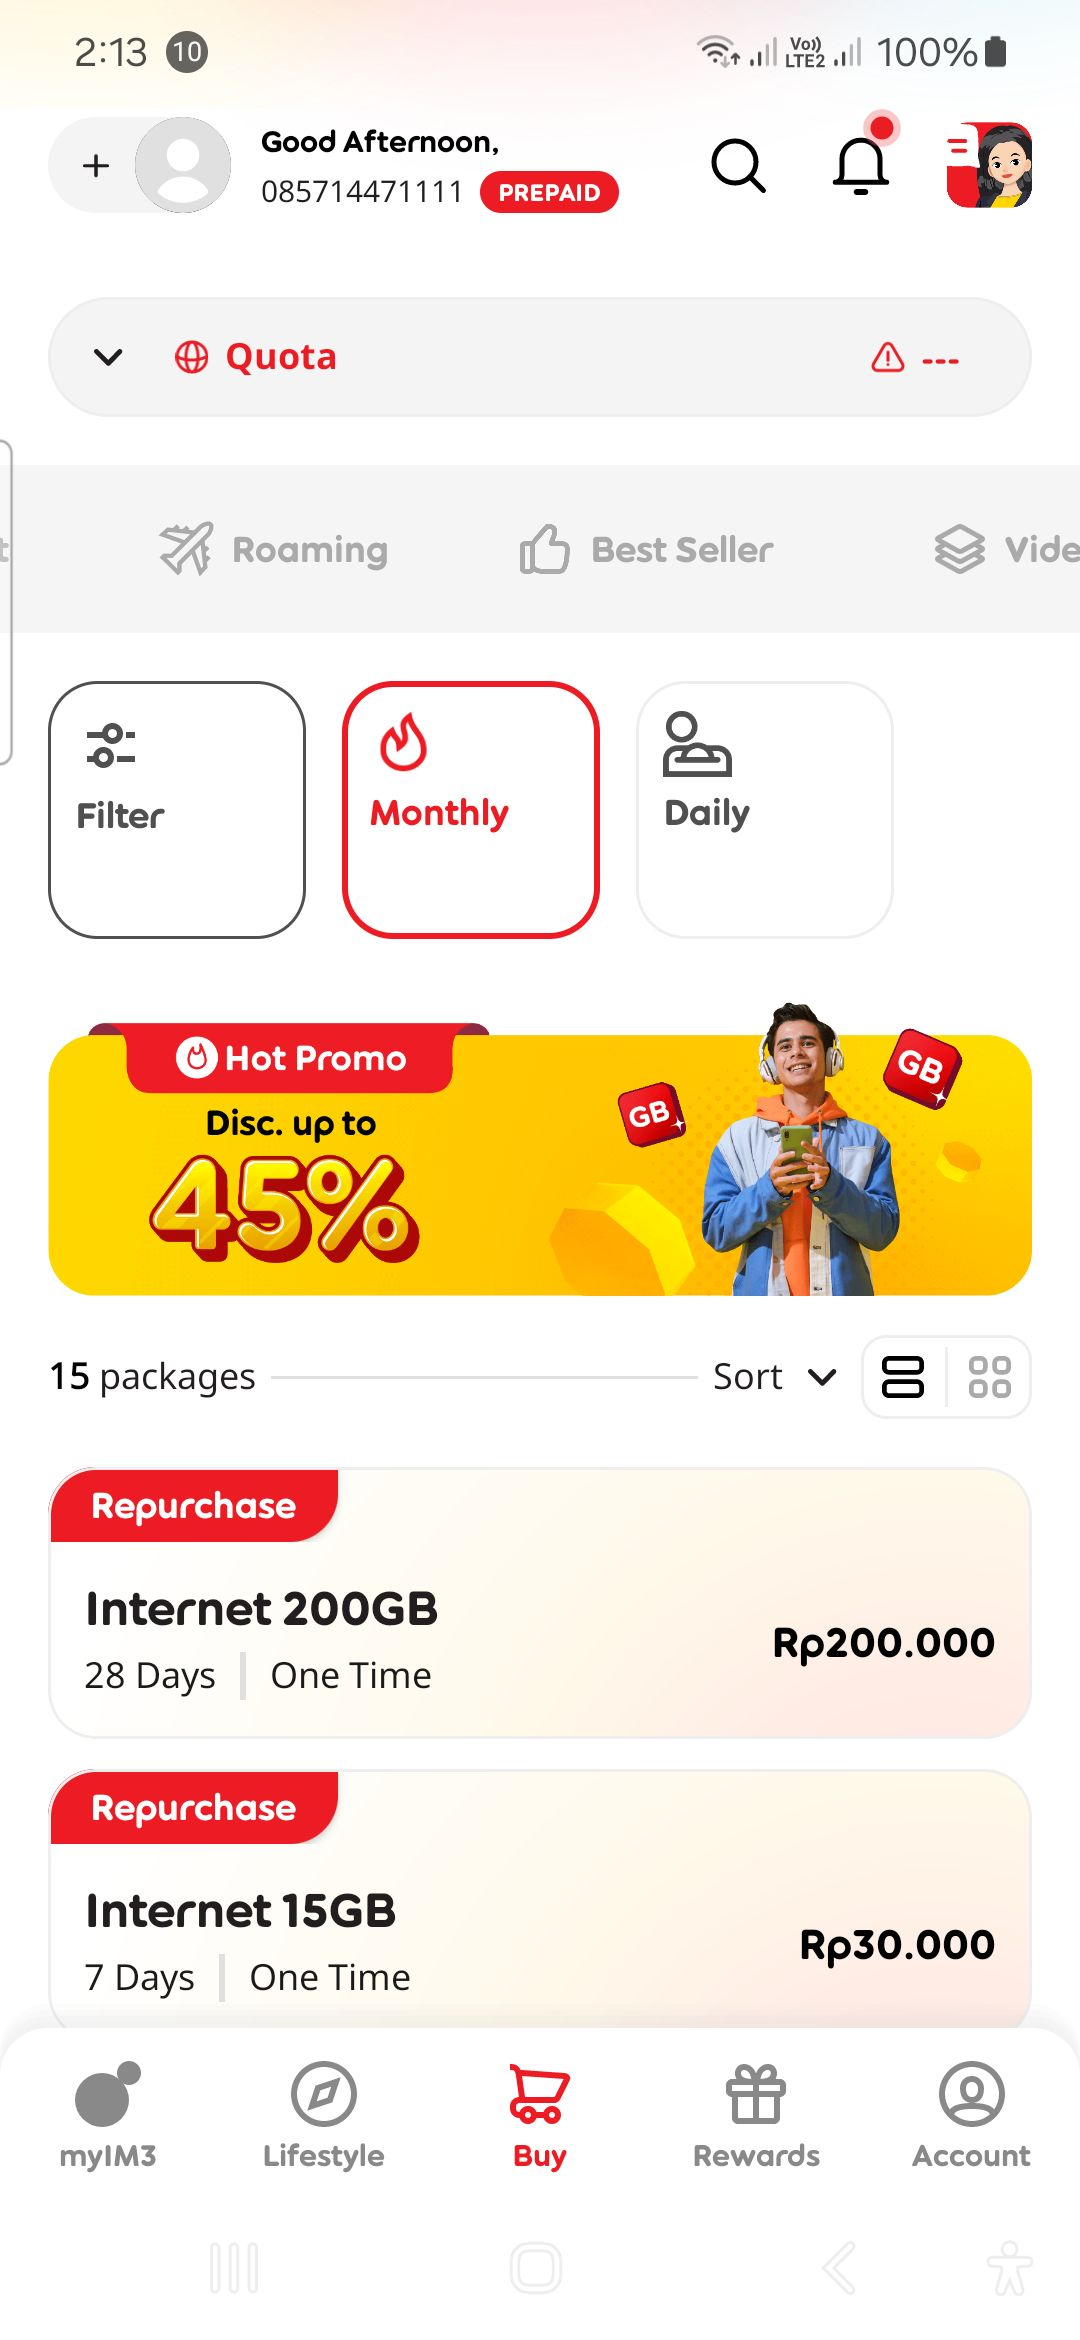 2:13 10 Vo)) LTE2 100%
Good Afternoon,
085714471111 PREPAID
Quota ---
Roaming Best Seller Vide
Filter Monthly Daily
Hot Promo
Disc. up to
45%
GB GB
15 packages Sort
Repurchase
Internet 200GB
Rp200.000
28 Days One Time
Repurchase
Internet 15GB
Rp30.000
7 Days One Time
myIM3 Lifestyle Buy Rewards Account